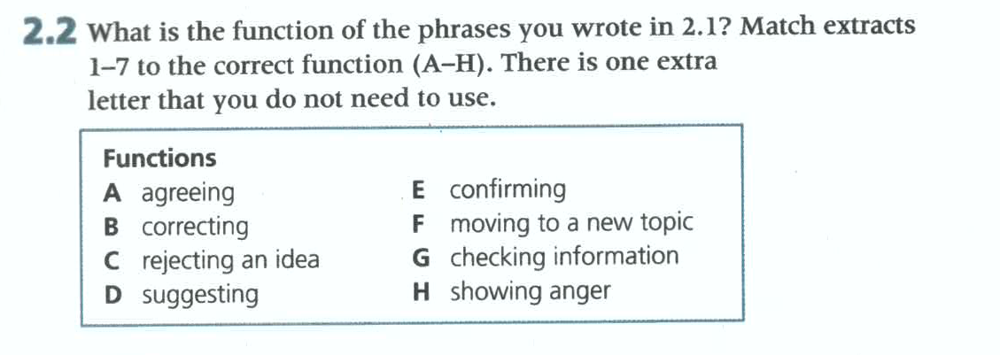 2.2 What is the function of the phrases you wrote in 2.1? Match extracts
1–7 to the correct function (A–H). There is one extra
letter that you do not need to use.
Functions
A agreeing
B correcting
C rejecting an idea
D suggesting
E confirming
F moving to a new topic
G checking information
H showing anger